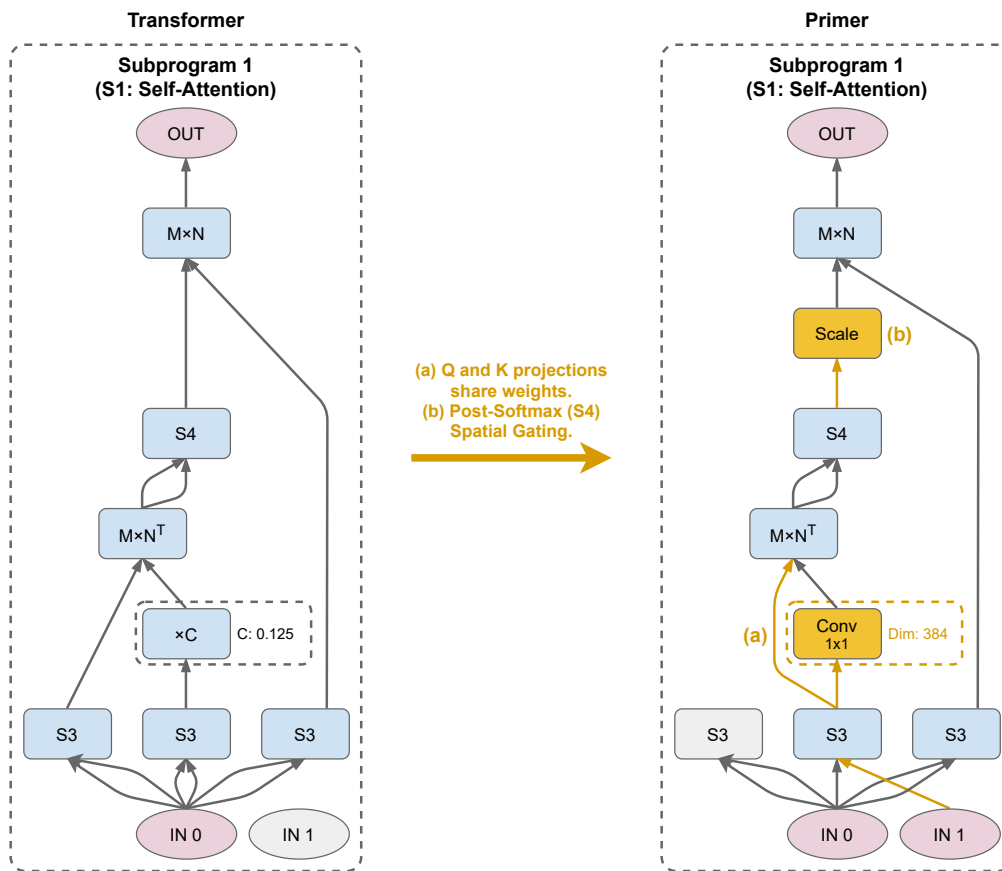 Transformer
Subprogram 1
(S1: Self-Attention)
OUT
M×N
S4
M×N^T
×C
C: 0.125
S3
S3
S3
IN 0
IN 1
(a) Q and K projections
share weights.
(b) Post-Softmax (S4)
Spatial Gating.
Primer
Subprogram 1
(S1: Self-Attention)
OUT
M×N
Scale
(b)
S4
M×N^T
(a)
Conv
1x1
Dim: 384
S3
S3
S3
IN 0
IN 1